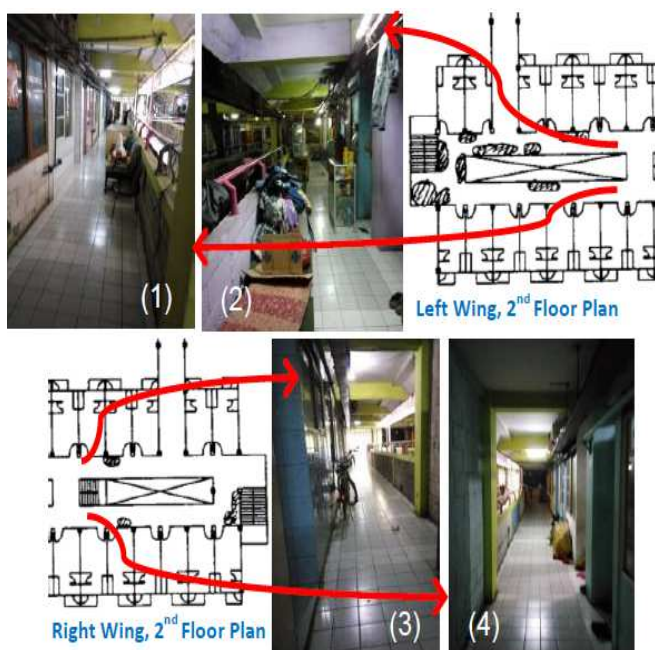 (1)
(2)
Left Wing, 2nd Floor Plan
Right Wing, 2nd Floor Plan
(3)
(4)